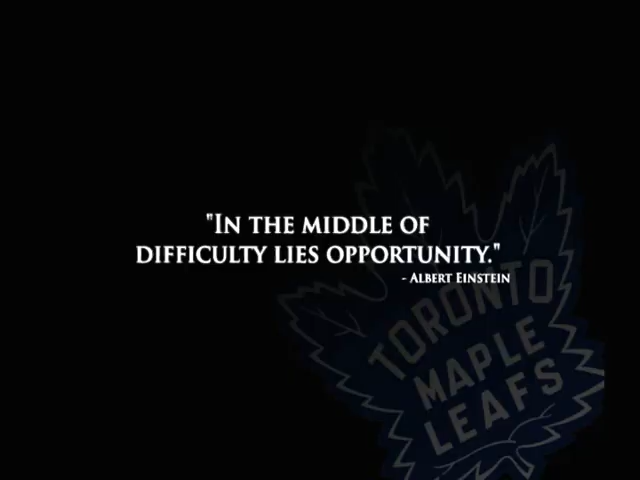 "IN THE MIDDLE OF
DIFFICULTY LIES OPPORTUNITY."
- ALBERT EINSTEIN
TORONTO
MAPLE
LEAFS